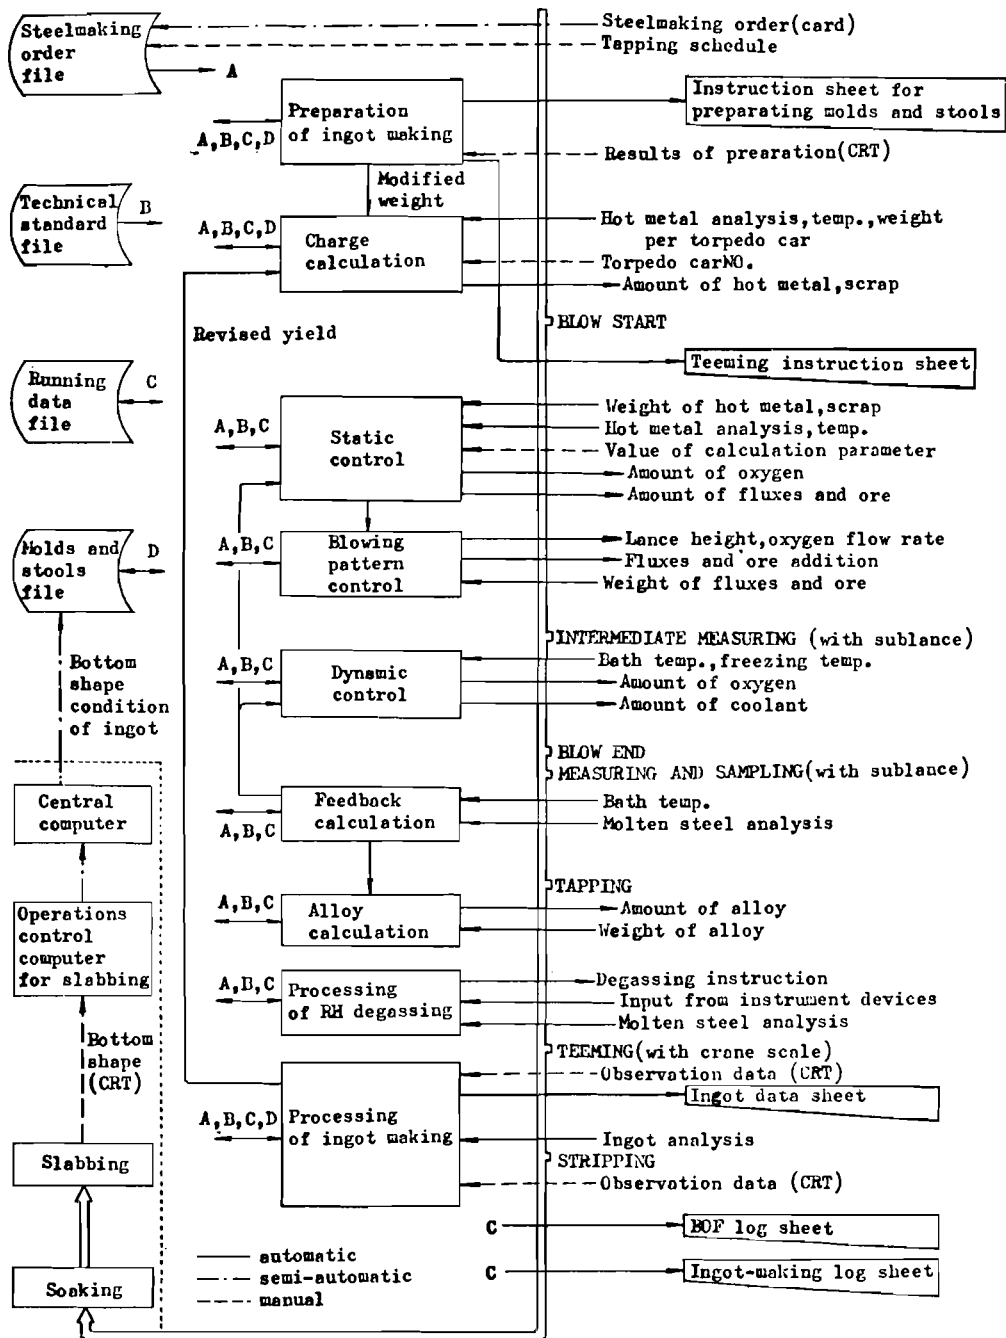 Steelmaking
order
file
Steelmaking order(card)
Tapping schedule
A
Preparation
of ingot making
A,B,C,D
Instruction sheet for
preparating molds and stools
Results of prearation(CRT)
Modified
weight
Technical
standard
file
B
A,B,C,D
Charge
calculation
Hot metal analysis,temp.,weight
per torpedo car
Torpedo carNO.
Amount of hot metal,scrap
BLOW START
Revised yield
Teeming instruction sheet
Running
data
file
C
A,B,C
Static
control
Weight of hot metal,scrap
Hot metal analysis,temp.
Value of calculation parameter
Amount of oxygen
Amount of fluxes and ore
Molds and
stools
file
D
A,B,C
Blowing
pattern
control
Lance height,oxygen flow rate
Fluxes and ore addition
Weight of fluxes and ore
INTERMEDIATE MEASURING (with sublance)
Bottom
shape
condition
of ingot
A,B,C
Dynamic
control
Bath temp.,freezing temp.
Amount of oxygen
Amount of coolant
BLOW END
MEASURING AND SAMPLING(with sublance)
Central
computer
Feedback
calculation
A,B,C
Bath temp.
Molten steel analysis
TAPPING
Operations
control
computer
for slabbing
A,B,C
Alloy
calculation
Amount of alloy
Weight of alloy
A,B,C
Processing
of RH degassing
Degassing instruction
Input from instrument devices
Molten steel analysis
Bottom
shape
(CRT)
TEEMING(with crane scale)
Observation data (CRT)
Ingot data sheet
A,B,C,D
Processing
of ingot making
Ingot analysis
STRIPPING
Observation data (CRT)
Slabbing
C
BOF log sheet
C
Ingot-making log sheet
automatic
semi-automatic
manual
Soaking